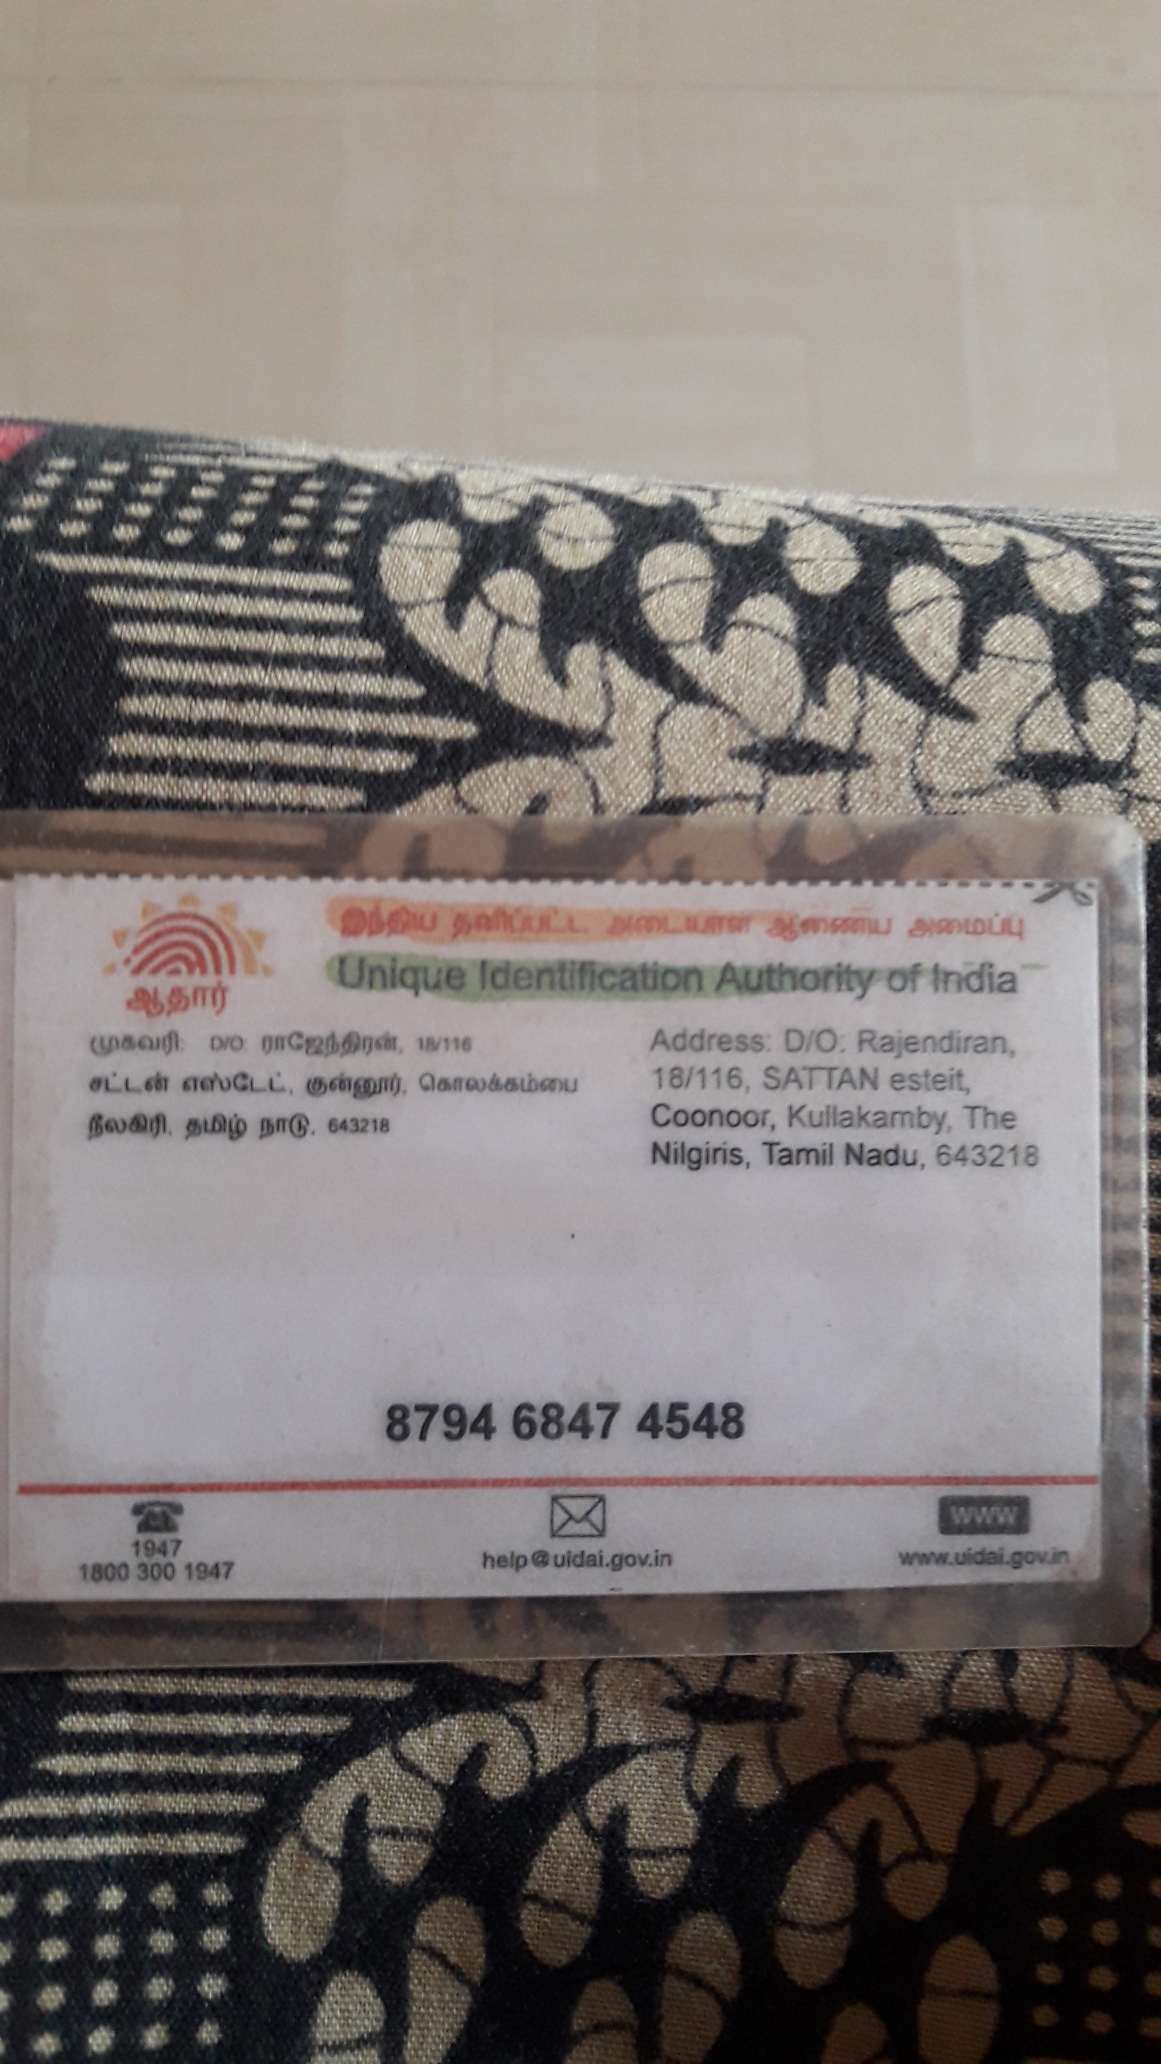 இந்திய தனிப்பட்ட அடையாள ஆணைய அமைப்பு
Unique Identification Authority of India
ஆதார்
முகவரி: D/O: ராஜேந்திரன், 18/116
சட்டன் எஸ்டேட், குன்னூர், கொலக்கம்பை
நீலகிரி, தமிழ் நாடு, 643218
Address: D/O: Rajendiran,
18/116, SATTAN esteit,
Coonoor, Kullakamby, The
Nilgiris, Tamil Nadu, 643218
8794 6847 4548
1947
1800 300 1947
help@uidai.gov.in
www
www.uidai.gov.in